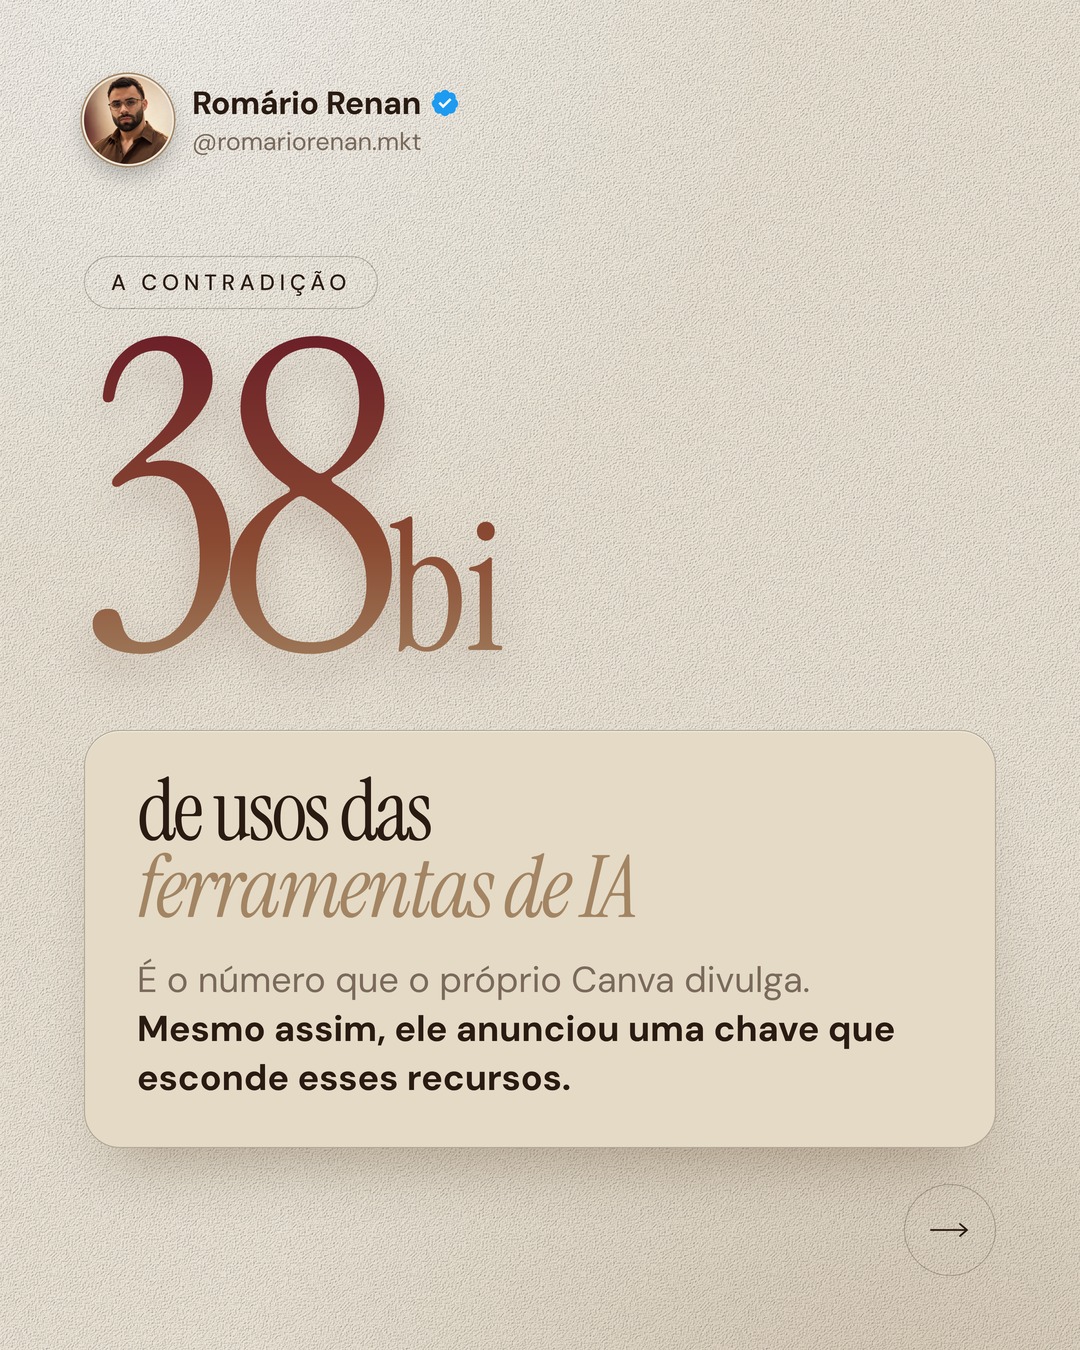 Romário Renan
@romariorenan.mkt
A CONTRADIÇÃO
38bi
de usos das
ferramentas de IA
É o número que o próprio Canva divulga.
Mesmo assim, ele anunciou uma chave que
esconde esses recursos.